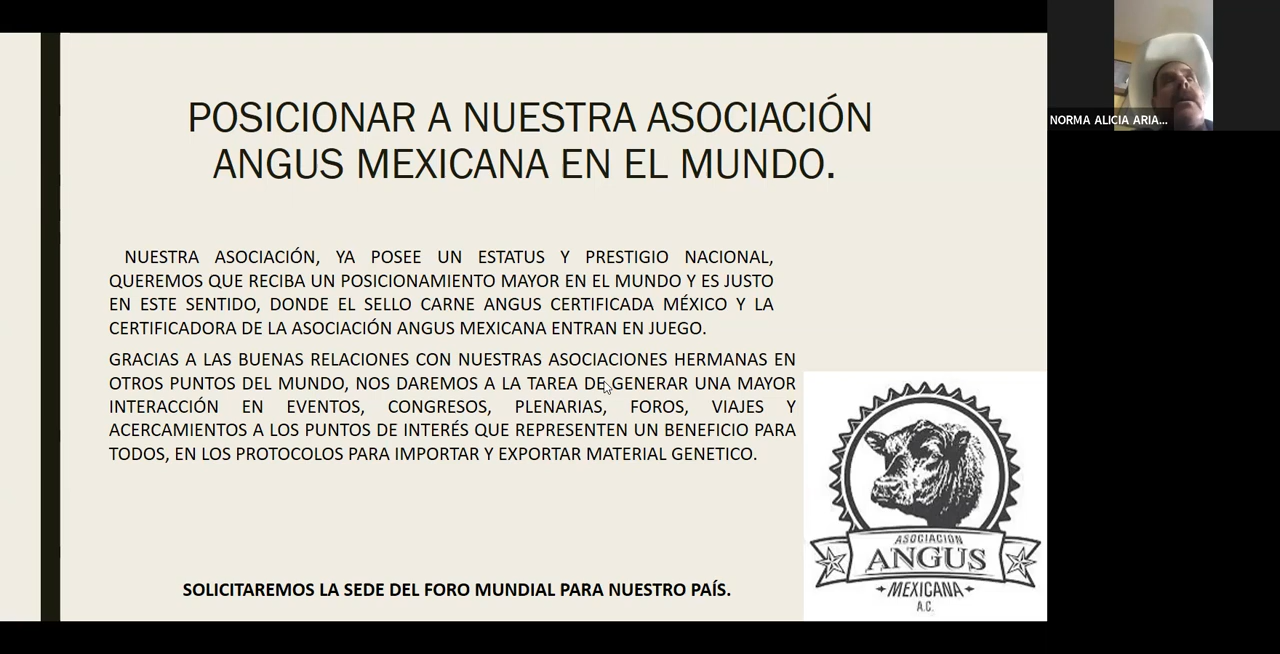 POSICIONAR A NUESTRA ASOCIACIÓN
ANGUS MEXICANA EN EL MUNDO.
NUESTRA ASOCIACIÓN, YA POSEE UN ESTATUS Y PRESTIGIO NACIONAL,
QUEREMOS QUE RECIBA UN POSICIONAMIENTO MAYOR EN EL MUNDO Y ES JUSTO
EN ESTE SENTIDO, DONDE EL SELLO CARNE ANGUS CERTIFICADA MÉXICO Y LA
CERTIFICADORA DE LA ASOCIACIÓN ANGUS MEXICANA ENTRAN EN JUEGO.
GRACIAS A LAS BUENAS RELACIONES CON NUESTRAS ASOCIACIONES HERMANAS EN
OTROS PUNTOS DEL MUNDO, NOS DAREMOS A LA TAREA DE GENERAR UNA MAYOR
INTERACCIÓN EN EVENTOS, CONGRESOS, PLENARIAS, FOROS, VIAJES Y
ACERCAMIENTOS A LOS PUNTOS DE INTERÉS QUE REPRESENTEN UN BENEFICIO PARA
TODOS, EN LOS PROTOCOLOS PARA IMPORTAR Y EXPORTAR MATERIAL GENETICO.
SOLICITAREMOS LA SEDE DEL FORO MUNDIAL PARA NUESTRO PAÍS.
ASOCIACIÓN
ANGUS
MEXICANA
A.C.
NORMA ALICIA ARIA...